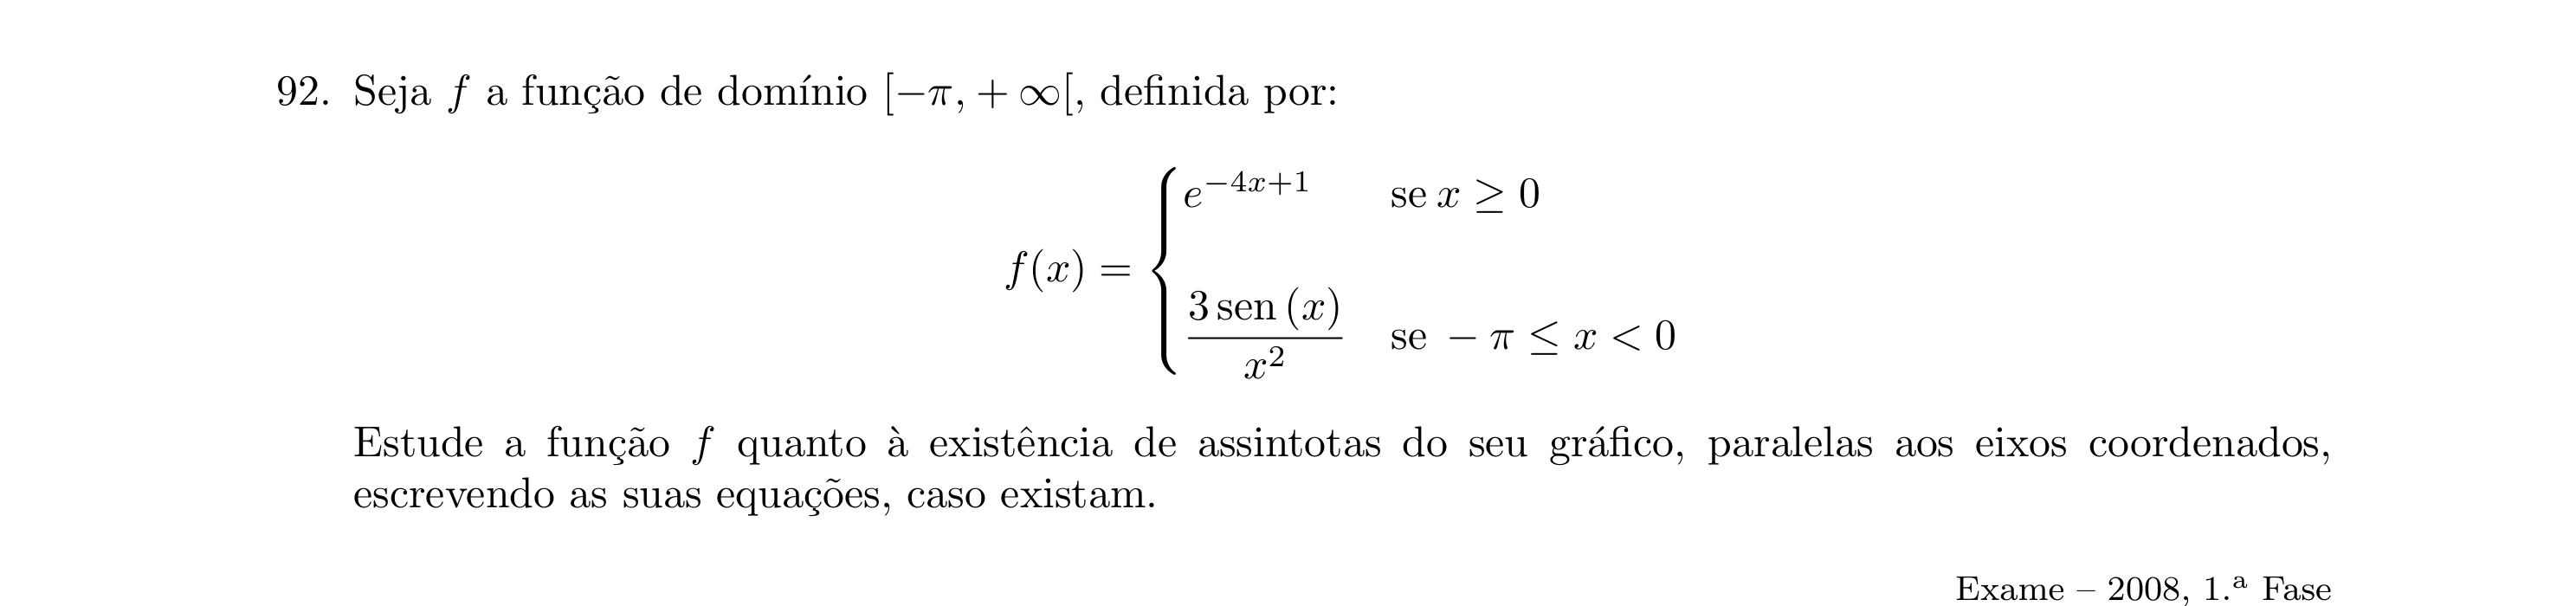 92. Seja f a função de domínio [−π, + ∞[, definida por:
f(x) = { e^{−4x+1} se x ≥ 0
3 sen (x) / x² se − π ≤ x < 0
Estude a função f quanto à existência de assintotas do seu gráfico, paralelas aos eixos coordenados,
escrevendo as suas equações, caso existam.
Exame – 2008, 1.ª Fase